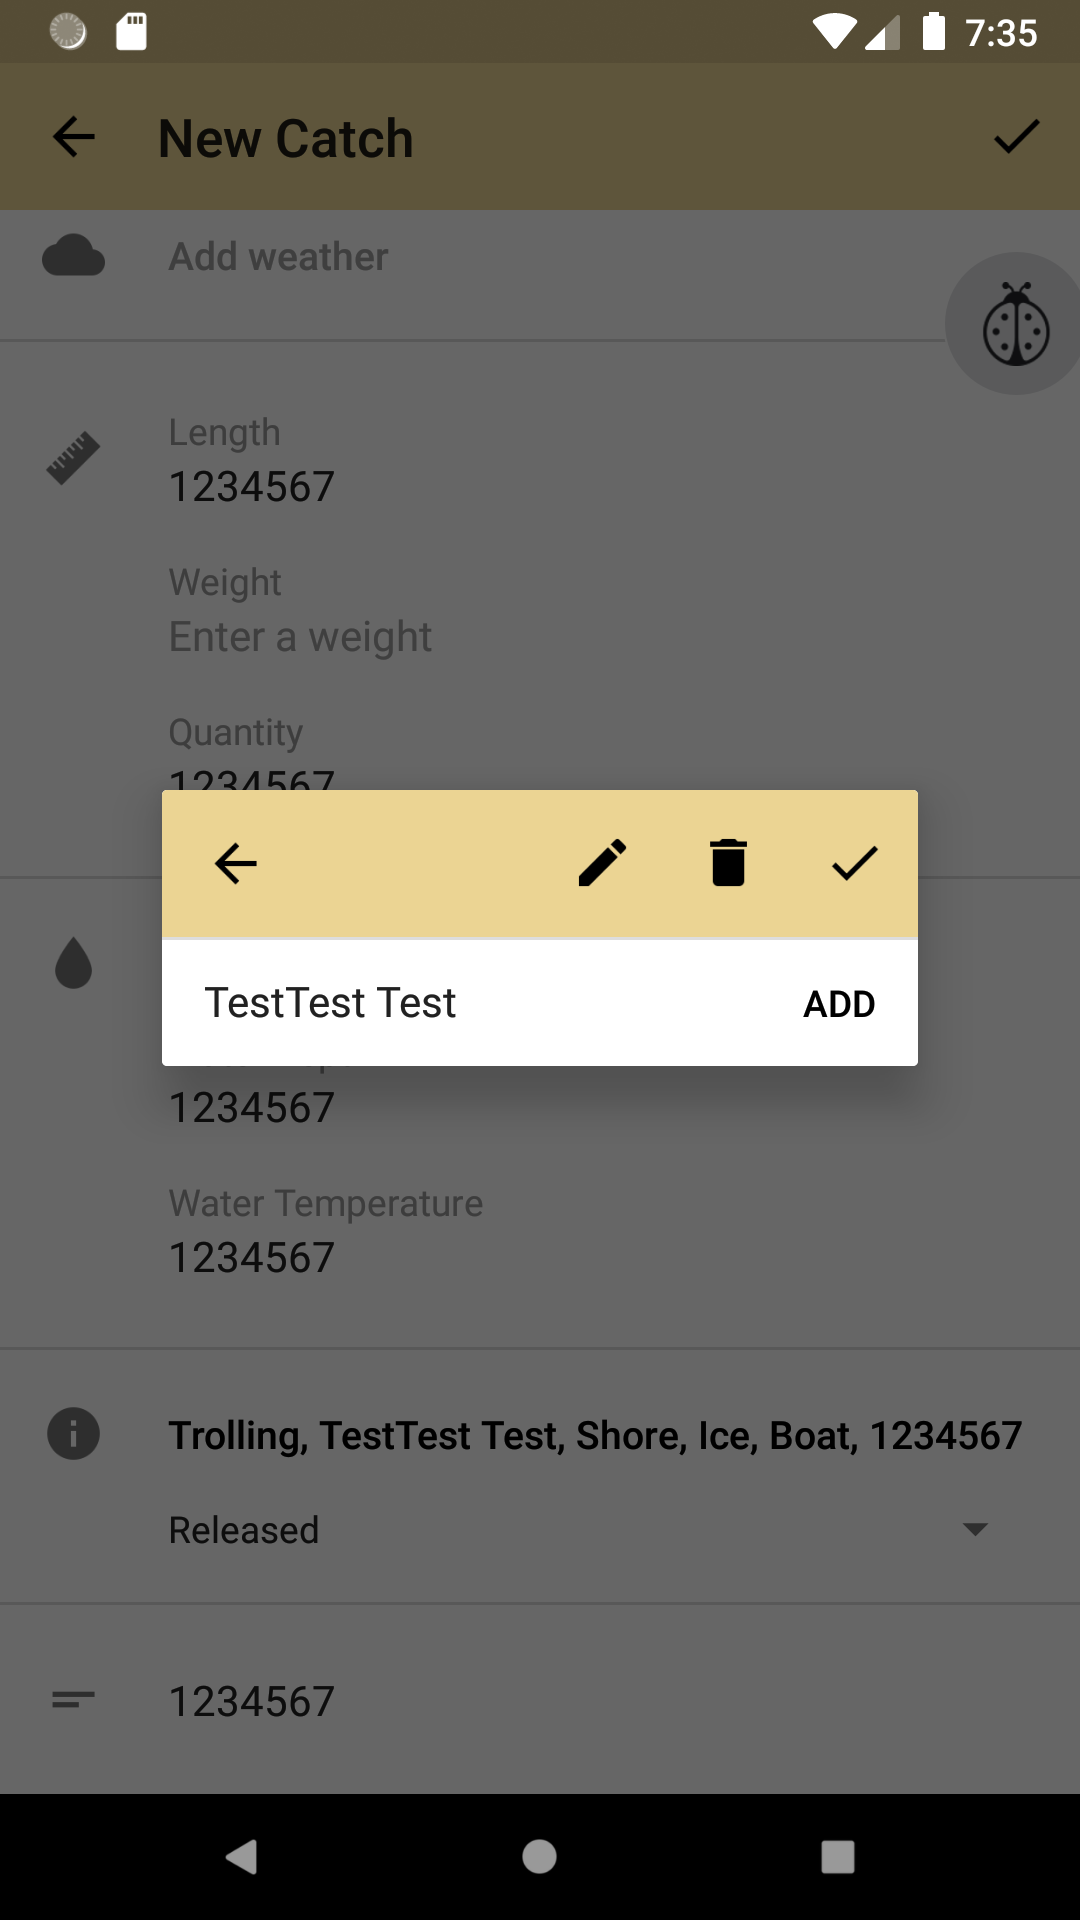 7:35
New Catch
Add weather
Length
1234567
Weight
Enter a weight
Quantity
1234567
TestTest Test ADD
1234567
Water Temperature
1234567
Trolling, TestTest Test, Shore, Ice, Boat, 1234567
Released
1234567